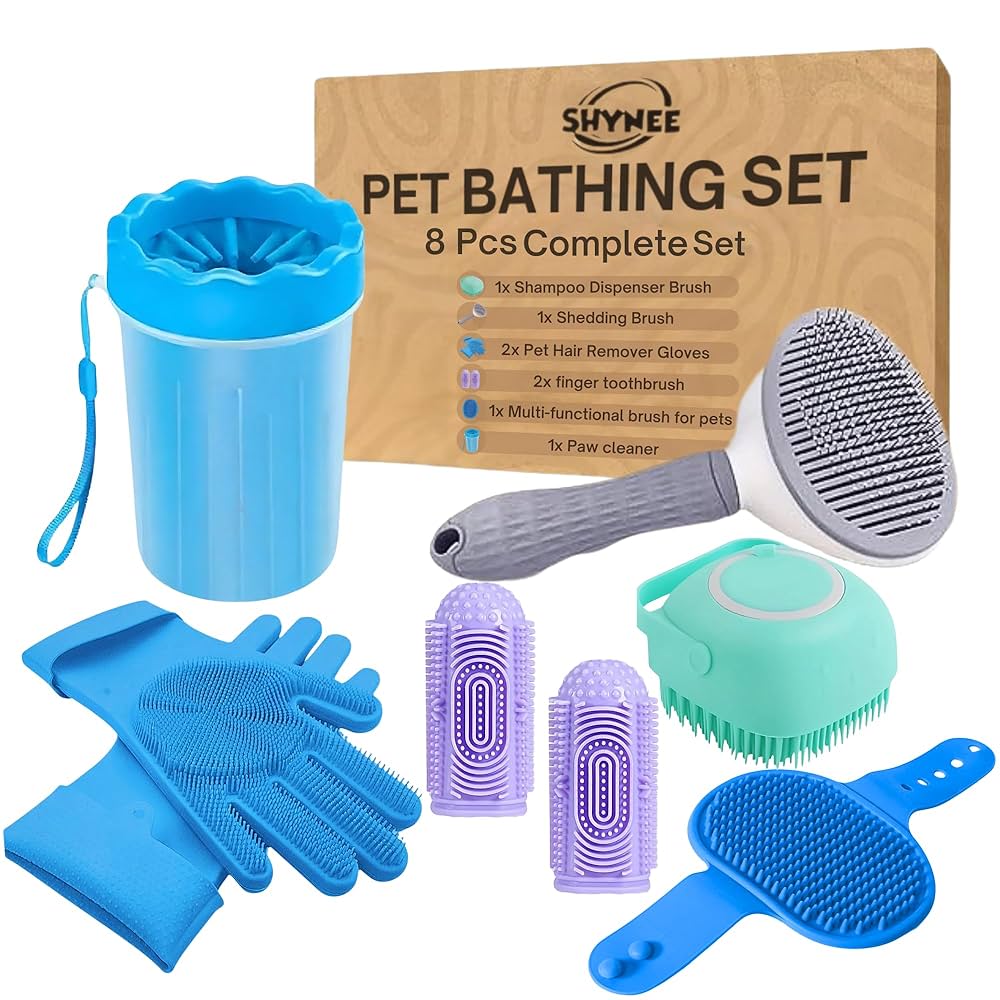 SHYNEE
PET BATHING SET
8 Pcs Complete Set
1x Shampoo Dispenser Brush
1x Shedding Brush
2x Pet Hair Remover Gloves
2x finger toothbrush
1x Multi-functional brush for pets
1x Paw cleaner